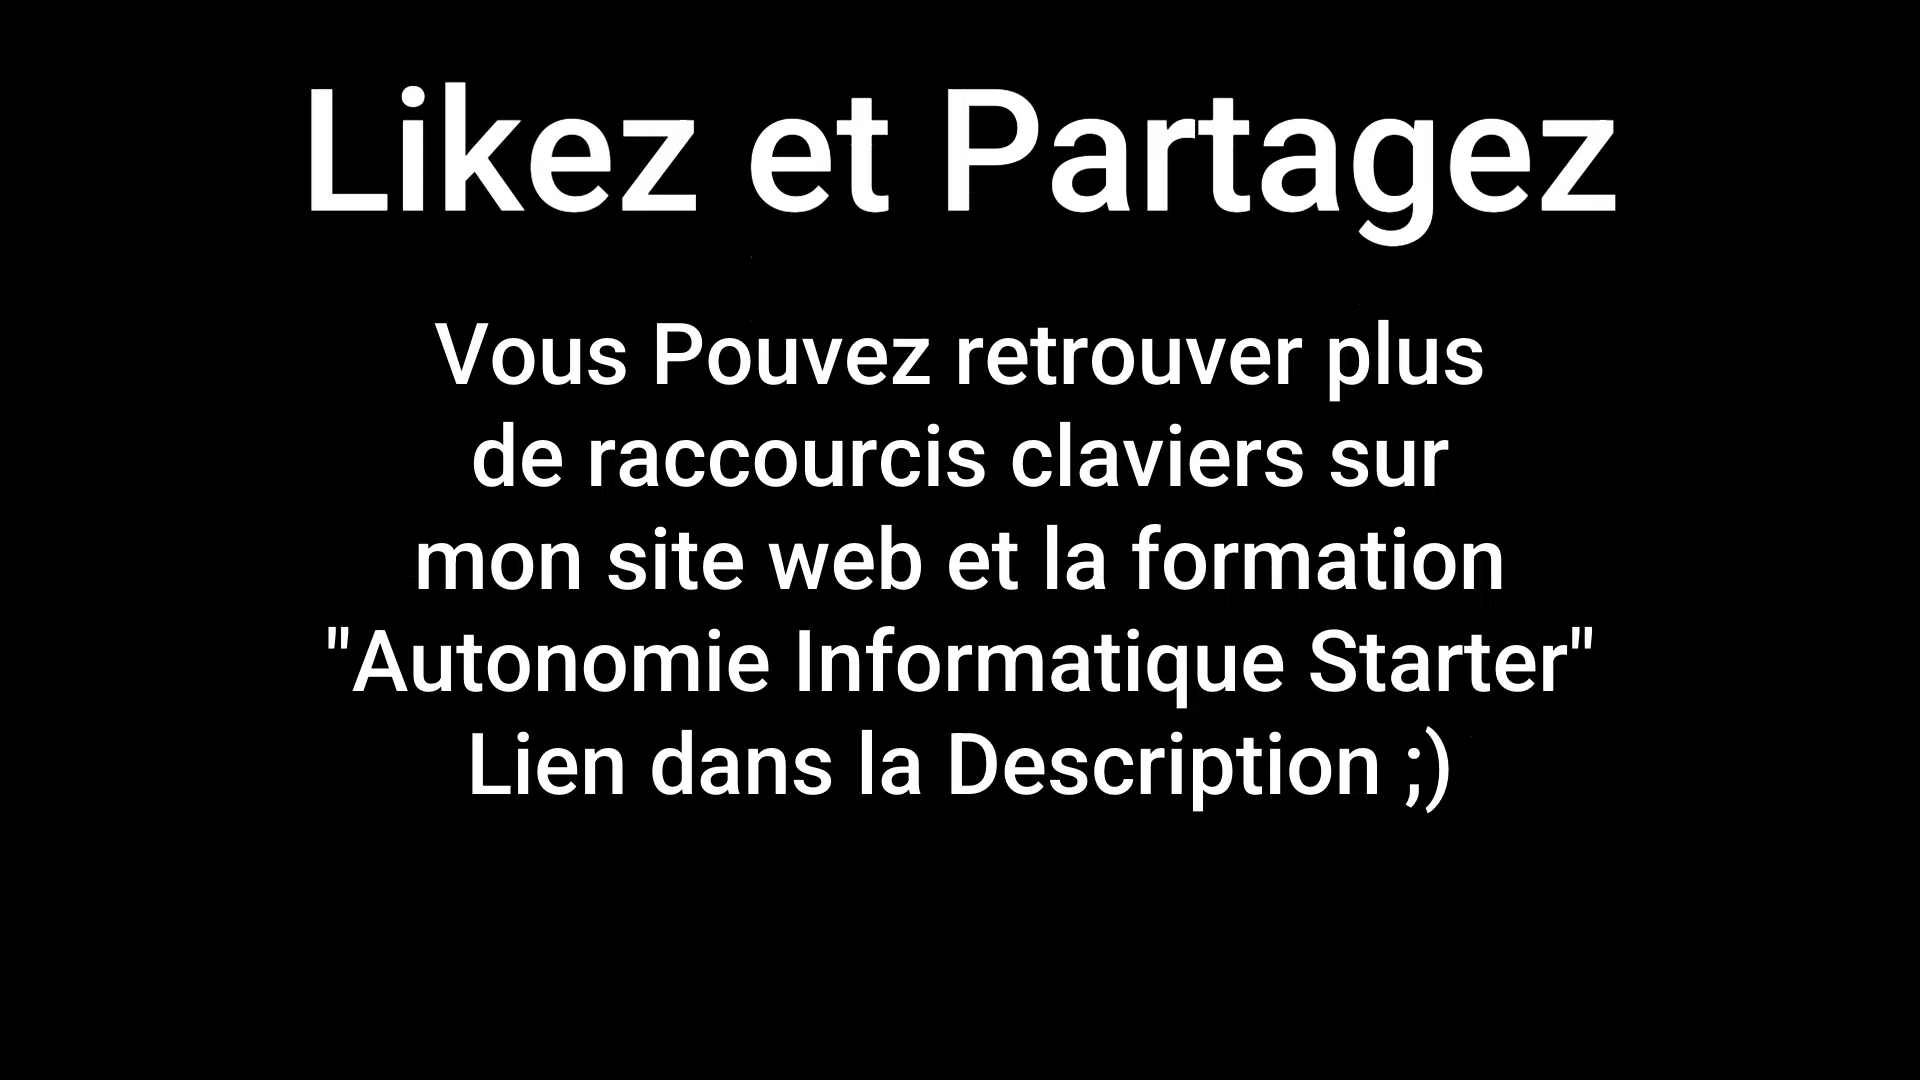 Likez et Partagez
Vous Pouvez retrouver plus
de raccourcis claviers sur
mon site web et la formation
"Autonomie Informatique Starter"
Lien dans la Description ;)